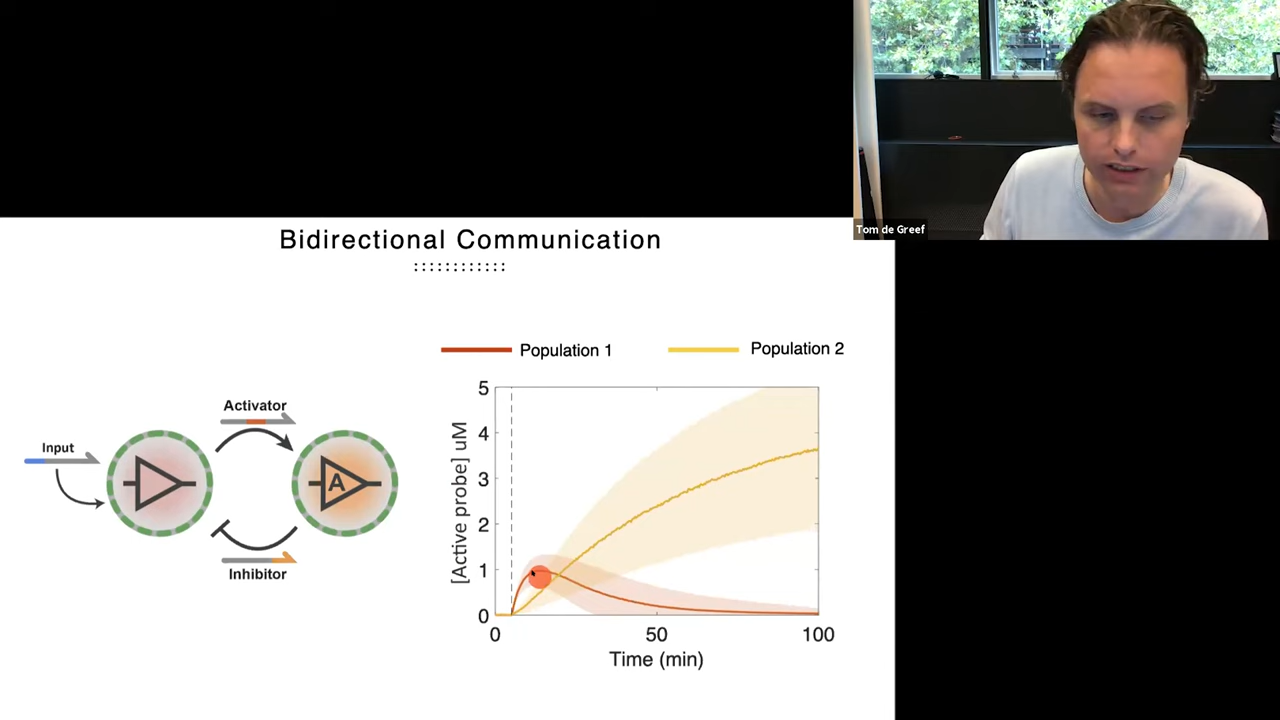 Tom de Greef
Bidirectional Communication
Population 1
Population 2
Activator
Input
A
Inhibitor
[Active probe] uM
5
4
3
2
1
0
0
50
100
Time (min)